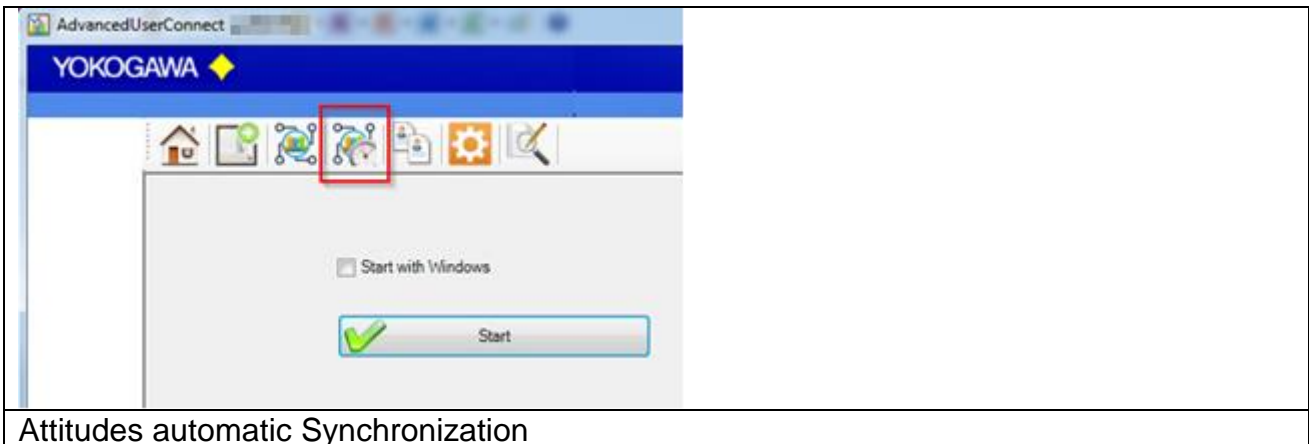 AdvancedUserConnect
YOKOGAWA
Start with Windows
Start
Attitudes automatic Synchronization